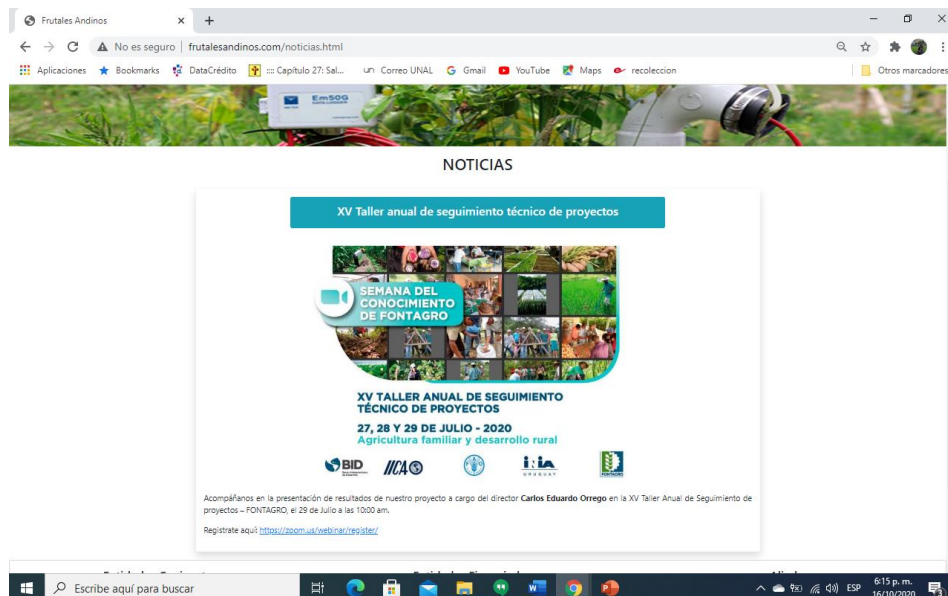 Frutales Andinos
No es seguro | frutalesandinos.com/noticias.html
Aplicaciones Bookmarks DataCrédito :::: Capítulo 27: Sal... Correo UNAL Gmail YouTube Maps recoleccion Otros marcadores
Em50G
NOTICIAS
XV Taller anual de seguimiento técnico de proyectos
SEMANA DEL
CONOCIMIENTO
DE FONTAGRO
XV TALLER ANUAL DE SEGUIMIENTO
TÉCNICO DE PROYECTOS
27, 28 Y 29 DE JULIO - 2020
Agricultura familiar y desarrollo rural
BID IICA inia
URUGUAY FONTAGRO
Acompáñanos en la presentación de resultados de nuestro proyecto a cargo del director Carlos Eduardo Orrego en la XV Taller Anual de Seguimiento de
proyectos – FONTAGRO, el 29 de Julio a las 10:00 am.
Registrate aquí: https://zoom.us/webinar/register/
Escribe aquí para buscar
ESP
6:15 p. m.
16/10/2020